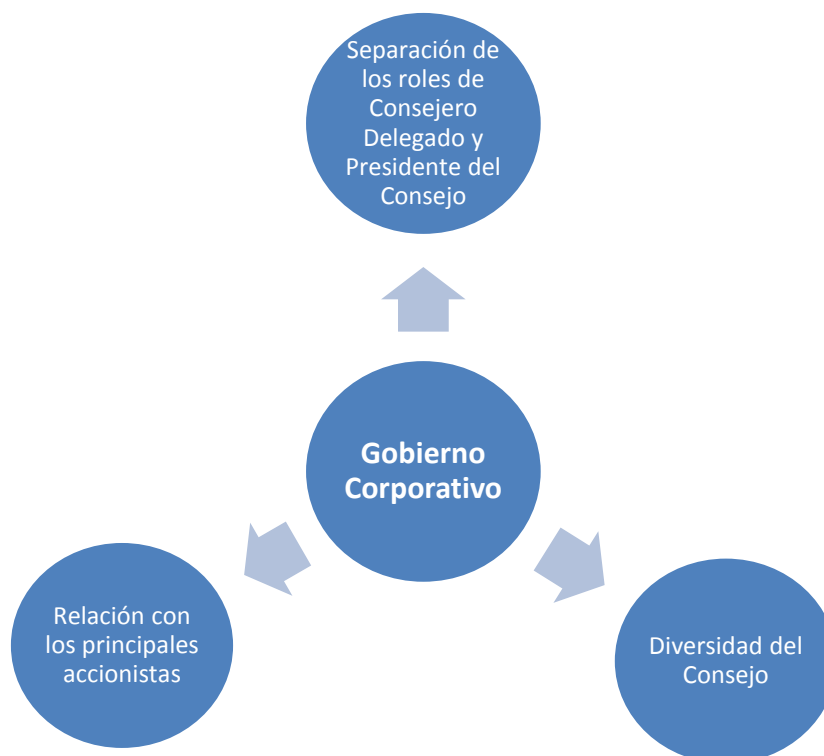 Separación de
los roles de
Consejero
Delegado y
Presidente del
Consejo
Gobierno
Corporativo
Relación con
los principales
accionistas
Diversidad del
Consejo